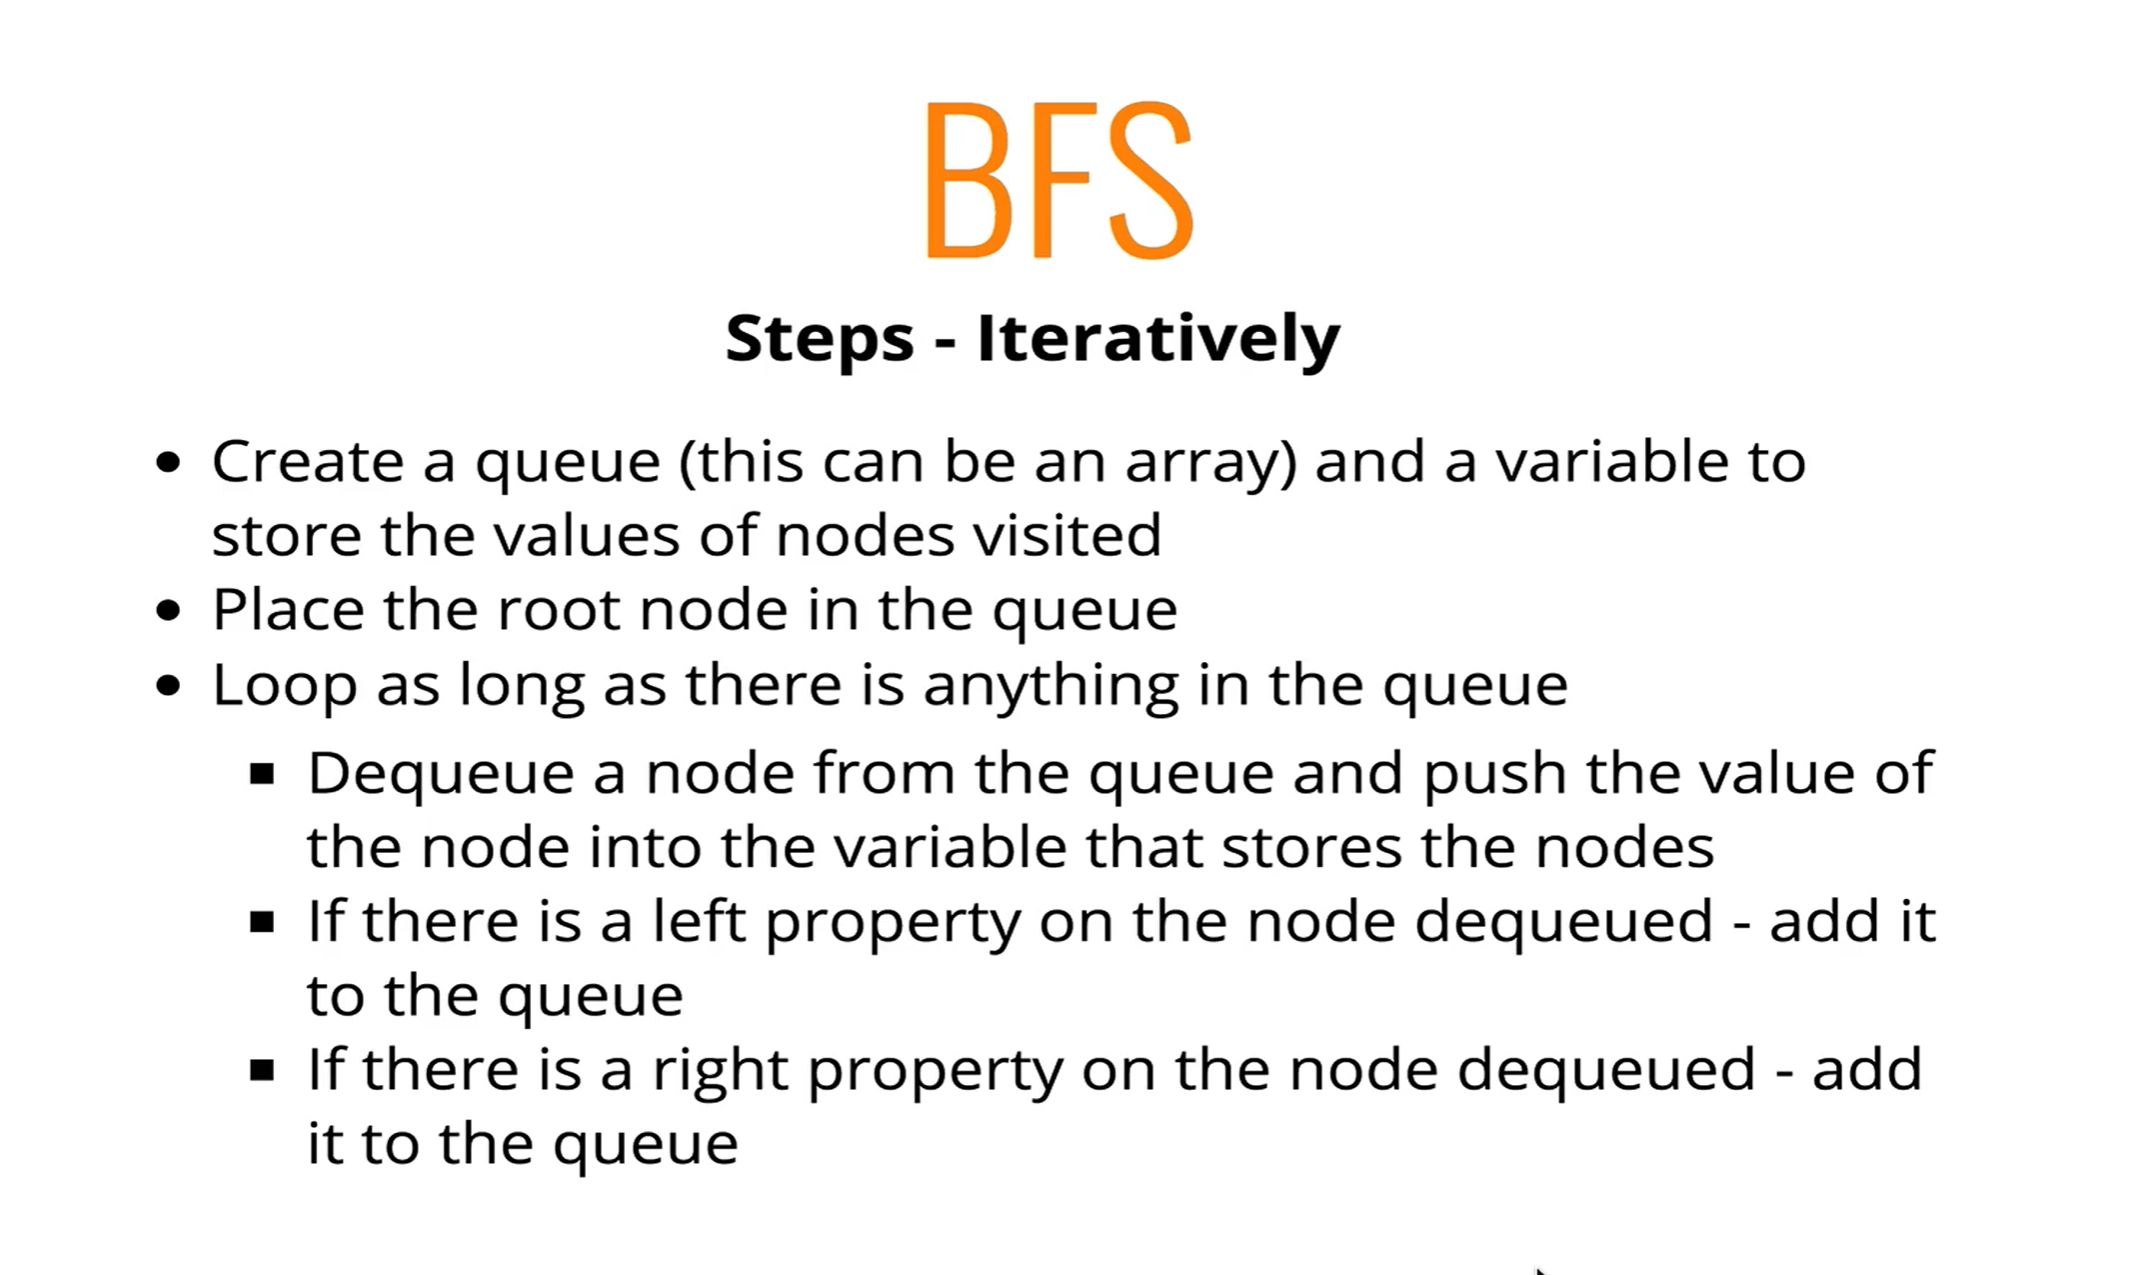 BFS
Steps - Iteratively
• Create a queue (this can be an array) and a variable to
store the values of nodes visited
• Place the root node in the queue
• Loop as long as there is anything in the queue
▪ Dequeue a node from the queue and push the value of
the node into the variable that stores the nodes
▪ If there is a left property on the node dequeued - add it
to the queue
▪ If there is a right property on the node dequeued - add
it to the queue